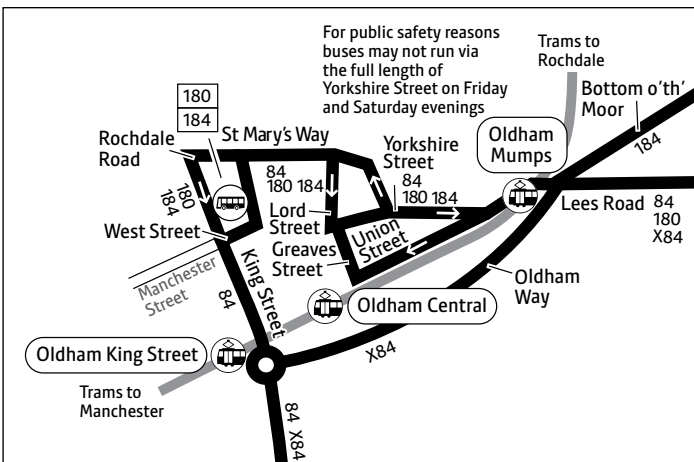 For public safety reasons
buses may not run via
the full length of
Yorkshire Street on Friday
and Saturday evenings
Trams to
Rochdale
Bottom o'th'
Moor
184
180
184
St Mary's Way
Rochdale
Road
Yorkshire
Street
84
180 184
Oldham
Mumps
84
180 184
180
184
Lord
Street
Lees Road
84
180
X84
West Street
Union
Street
Greaves
Street
Manchester
Street
King Street
84
Oldham
Way
Oldham Central
X84
Oldham King Street
Trams to
Manchester
84 X84